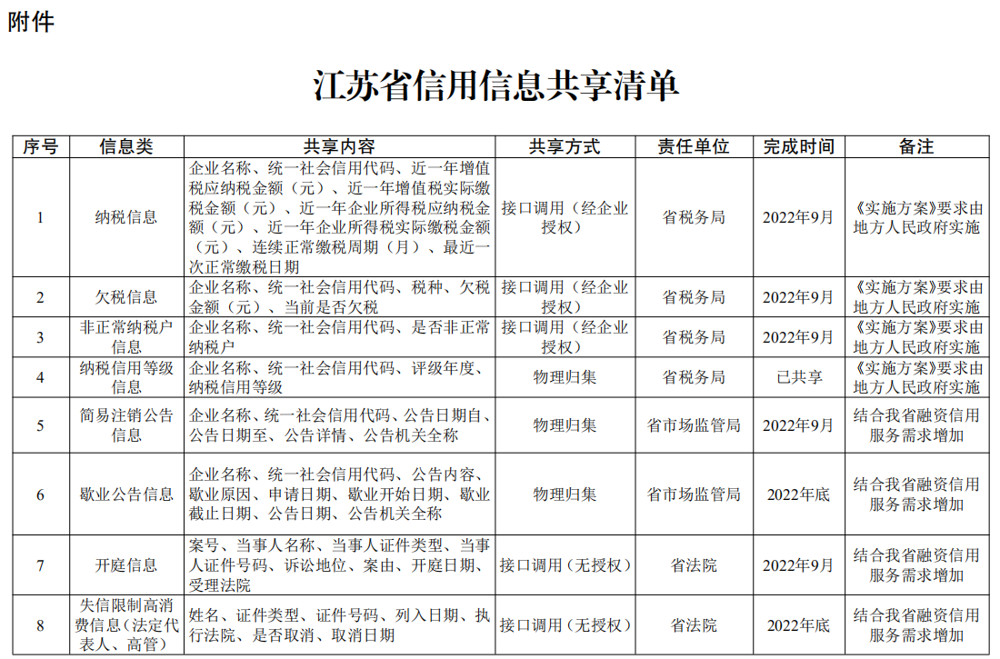 附件
江苏省信用信息共享清单
序号 信息类 共享内容 共享方式 责任单位 完成时间 备注
1
纳税信息
企业名称、统一社会信用代码、近一年增值
税应纳税金额（元）、近一年增值税实际缴
税金额（元）、近一年企业所得税应纳税金
额（元）、近一年企业所得税实际缴税金额
（元）、连续正常缴税周期（月）、最近一
次正常缴税日期
接口调用（经企业
授权）
省税务局
2022年9月
《实施方案》要求由
地方人民政府实施
2
欠税信息
企业名称、统一社会信用代码、税种、欠税
金额（元）、当前是否欠税
接口调用（经企业
授权）
省税务局
2022年9月
《实施方案》要求由
地方人民政府实施
3
非正常纳税户
信息
企业名称、统一社会信用代码、是否非正常
纳税户
接口调用（经企业
授权）
省税务局
2022年9月
《实施方案》要求由
地方人民政府实施
4
纳税信用等级
信息
企业名称、统一社会信用代码、评级年度、
纳税信用等级
物理归集
省税务局
已共享
《实施方案》要求由
地方人民政府实施
5
简易注销公告
信息
企业名称、统一社会信用代码、公告日期自、
公告日期至、公告详情、公告机关全称
物理归集
省市场监管局
2022年9月
结合我省融资信用
服务需求增加
6
歇业公告信息
企业名称、统一社会信用代码、公告内容、
歇业原因、申请日期、歇业开始日期、歇业
截止日期、公告日期、公告机关全称
物理归集
省市场监管局
2022年底
结合我省融资信用
服务需求增加
7
开庭信息
案号、当事人名称、当事人证件类型、当事
人证件号码、诉讼地位、案由、开庭日期、
受理法院
接口调用（无授权）
省法院
2022年9月
结合我省融资信用
服务需求增加
8
失信限制高消
费信息（法定代
表人、高管）
姓名、证件类型、证件号码、列入日期、执
行法院、是否取消、取消日期
接口调用（无授权）
省法院
2022年底
结合我省融资信用
服务需求增加